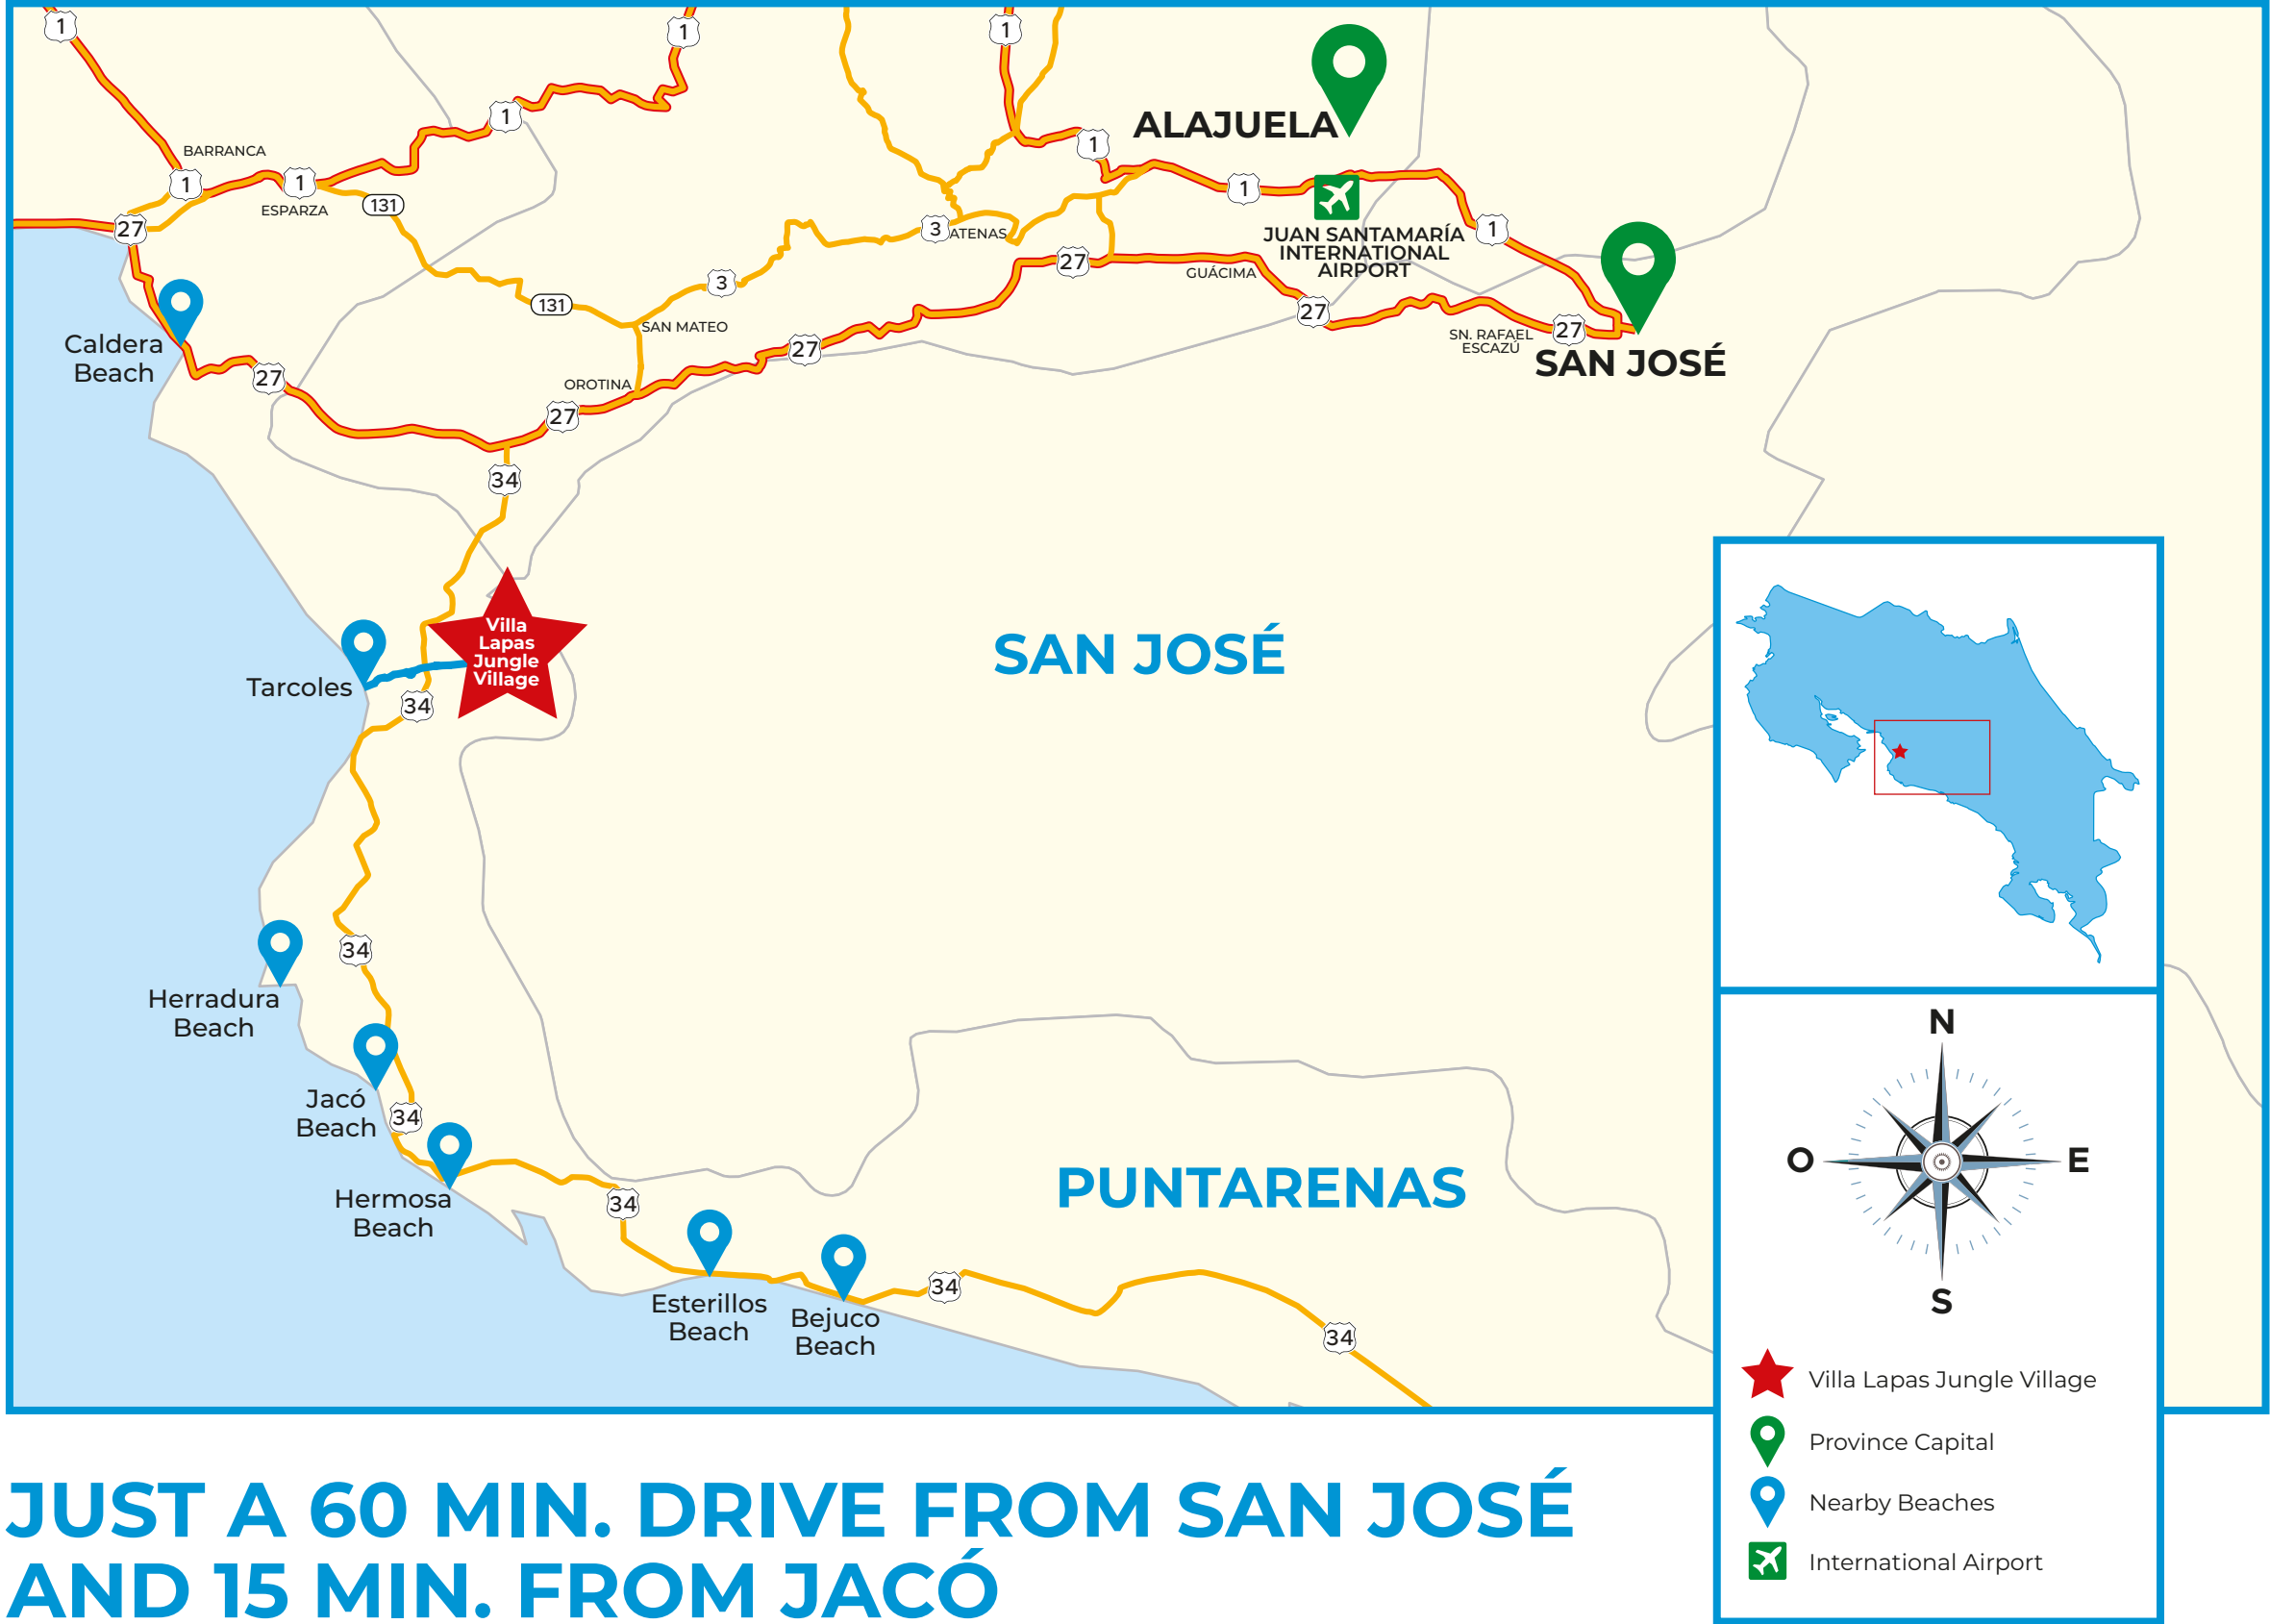 1
1
1
ALAJUELA
1
1
BARRANCA
1
1
1
ESPARZA
131
27
3
ATENAS
1
JUAN SANTAMARÍA
INTERNATIONAL
AIRPORT
27
GUÁCIMA
3
131
SAN MATEO
27
27
SN. RAFAEL
ESCAZÚ
27
SAN JOSÉ
Caldera
Beach
27
OROTINA
27
34
Villa
Lapas
Jungle
Village
Tarcoles
34
SAN JOSÉ
34
Herradura
Beach
Jacó
Beach
34
Hermosa
Beach
34
PUNTARENAS
Esterillos
Beach
Bejuco
Beach
34
34
N
O
E
S
Villa Lapas Jungle Village
Province Capital
Nearby Beaches
International Airport
JUST A 60 MIN. DRIVE FROM SAN JOSÉ
AND 15 MIN. FROM JACÓ